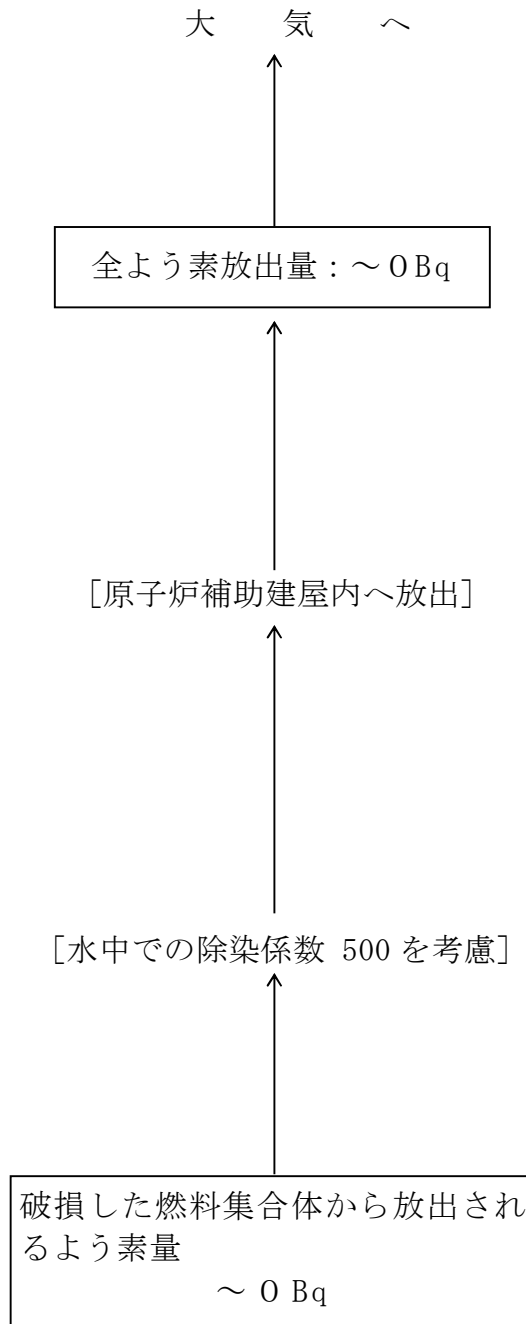 大　気　へ
全よう素放出量：～０Bq
［原子炉補助建屋内へ放出］
［水中での除染係数 500 を考慮］
破損した燃料集合体から放出され
るよう素量
～ 0 Bq